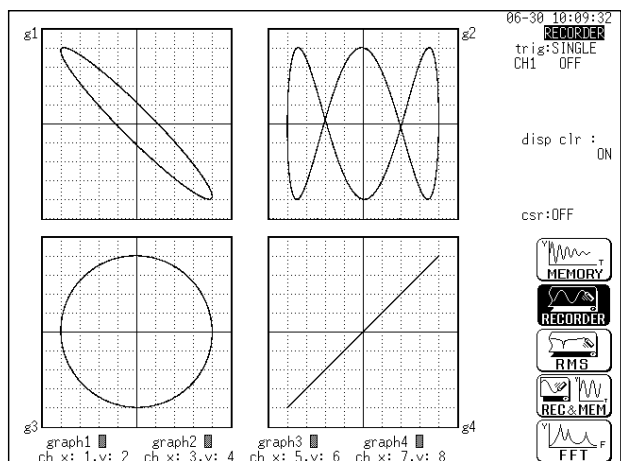 06-30 10:09:32
RECORDER
trig:SINGLE
CH1 OFF
g1
g2
disp clr :
ON
csr:OFF
Y
T
MEMORY
RECORDER
RMS
REC&MEM
Y
F
FFT
g3
g4
graph1 graph2 graph3 graph4
ch x: 1,y: 2 ch x: 3,y: 4 ch x: 5,y: 6 ch x: 7,y: 8